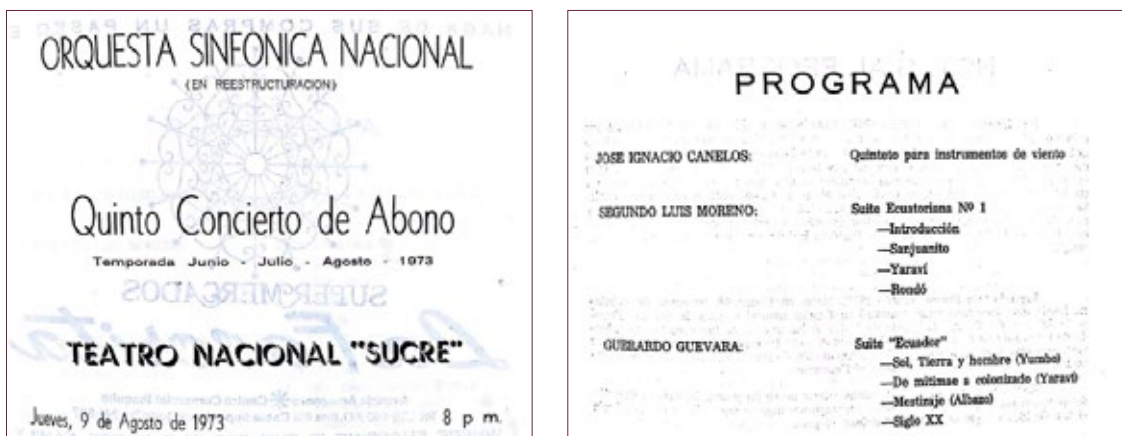 ORQUESTA SINFONICA NACIONAL
(EN REESTRUCTURACION)
Quinto Concierto de Abono
Temporada Junio - Julio - Agosto - 1973
SUPERMERCADOS
La Favorita
TEATRO NACIONAL "SUCRE"
Jueves, 9 de Agosto de 1973 8 p m.
PROGRAMA
JOSE IGNACIO CANELOS: Quinteto para instrumentos de viento
SEGUNDO LUIS MORENO: Suite Ecuatoriana Nº 1
—Introducción
—Sanjuanito
—Yaraví
—Rondó
GUERARDO GUEVARA: Suite "Ecuador"
—Sol, Tierra y hombre (Yumbo)
—De mitimae a colonizado (Yaraví)
—Mestizaje (Albazo)
—Siglo XX